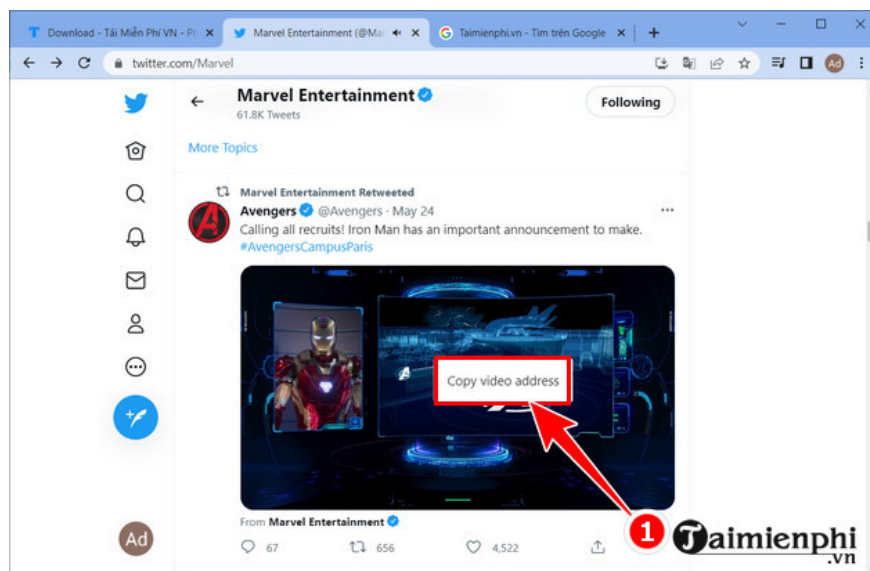 Download - Tải Miễn Phí VN - Ph
Marvel Entertainment (@Mar
Taimienphi.vn - Tìm trên Google
twitter.com/Marvel
Ad
Marvel Entertainment
61.8K Tweets
Following
More Topics
Marvel Entertainment Retweeted
Avengers @Avengers · May 24
Calling all recruits! Iron Man has an important announcement to make.
#AvengersCampusParis
Copy video address
From Marvel Entertainment
67
656
4,522
1
Ad
Taimienphi
.vn